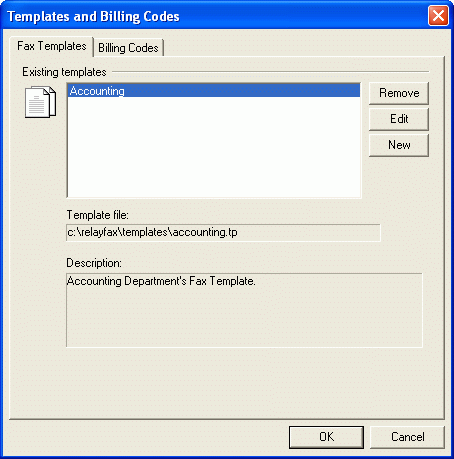 Templates and Billing Codes
Fax Templates Billing Codes
Existing templates
Accounting
Remove
Edit
New
Template file:
c:\relayfax\templates\accounting.tp
Description:
Accounting Department's Fax Template.
OK Cancel